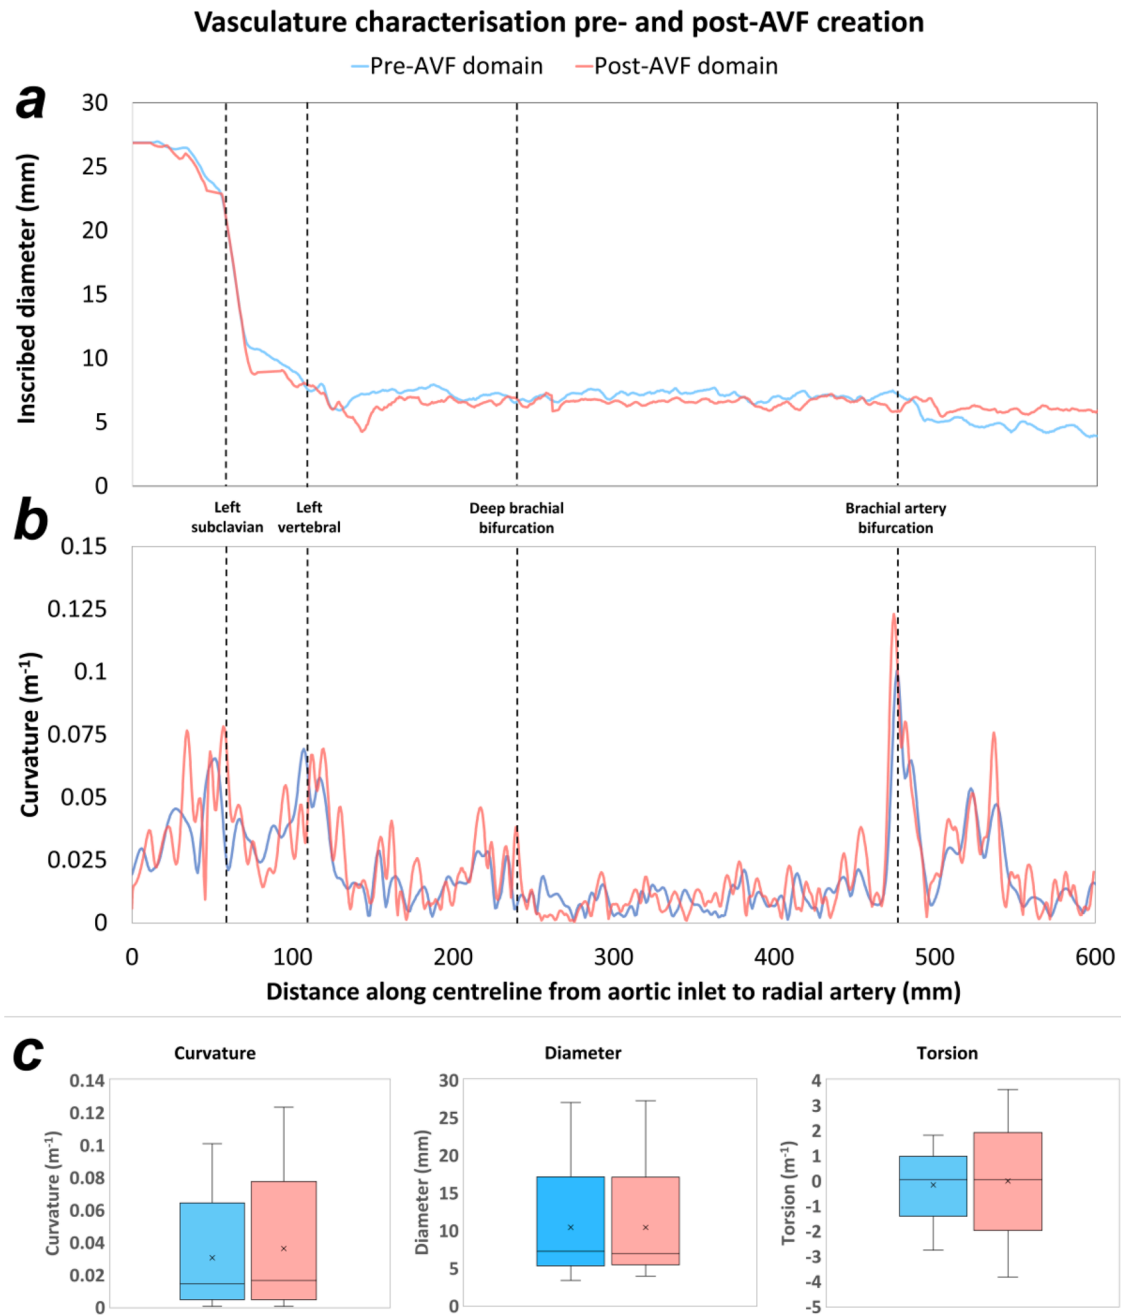 Vasculature characterisation pre- and post-AVF creation
Pre-AVF domain Post-AVF domain
a
Inscribed diameter (mm)
30
25
20
15
10
5
0
Left subclavian
Left vertebral
Deep brachial bifurcation
Brachial artery bifurcation
b
Curvature (m⁻¹)
0.15
0.125
0.1
0.075
0.05
0.025
0
0 100 200 300 400 500 600
Distance along centreline from aortic inlet to radial artery (mm)
c
Curvature
Curvature (m⁻¹)
0.14
0.12
0.1
0.08
0.06
0.04
0.02
0
Diameter
Diameter (mm)
30
25
20
15
10
5
0
Torsion
Torsion (m⁻¹)
4
3
2
1
0
-1
-2
-3
-4
-5